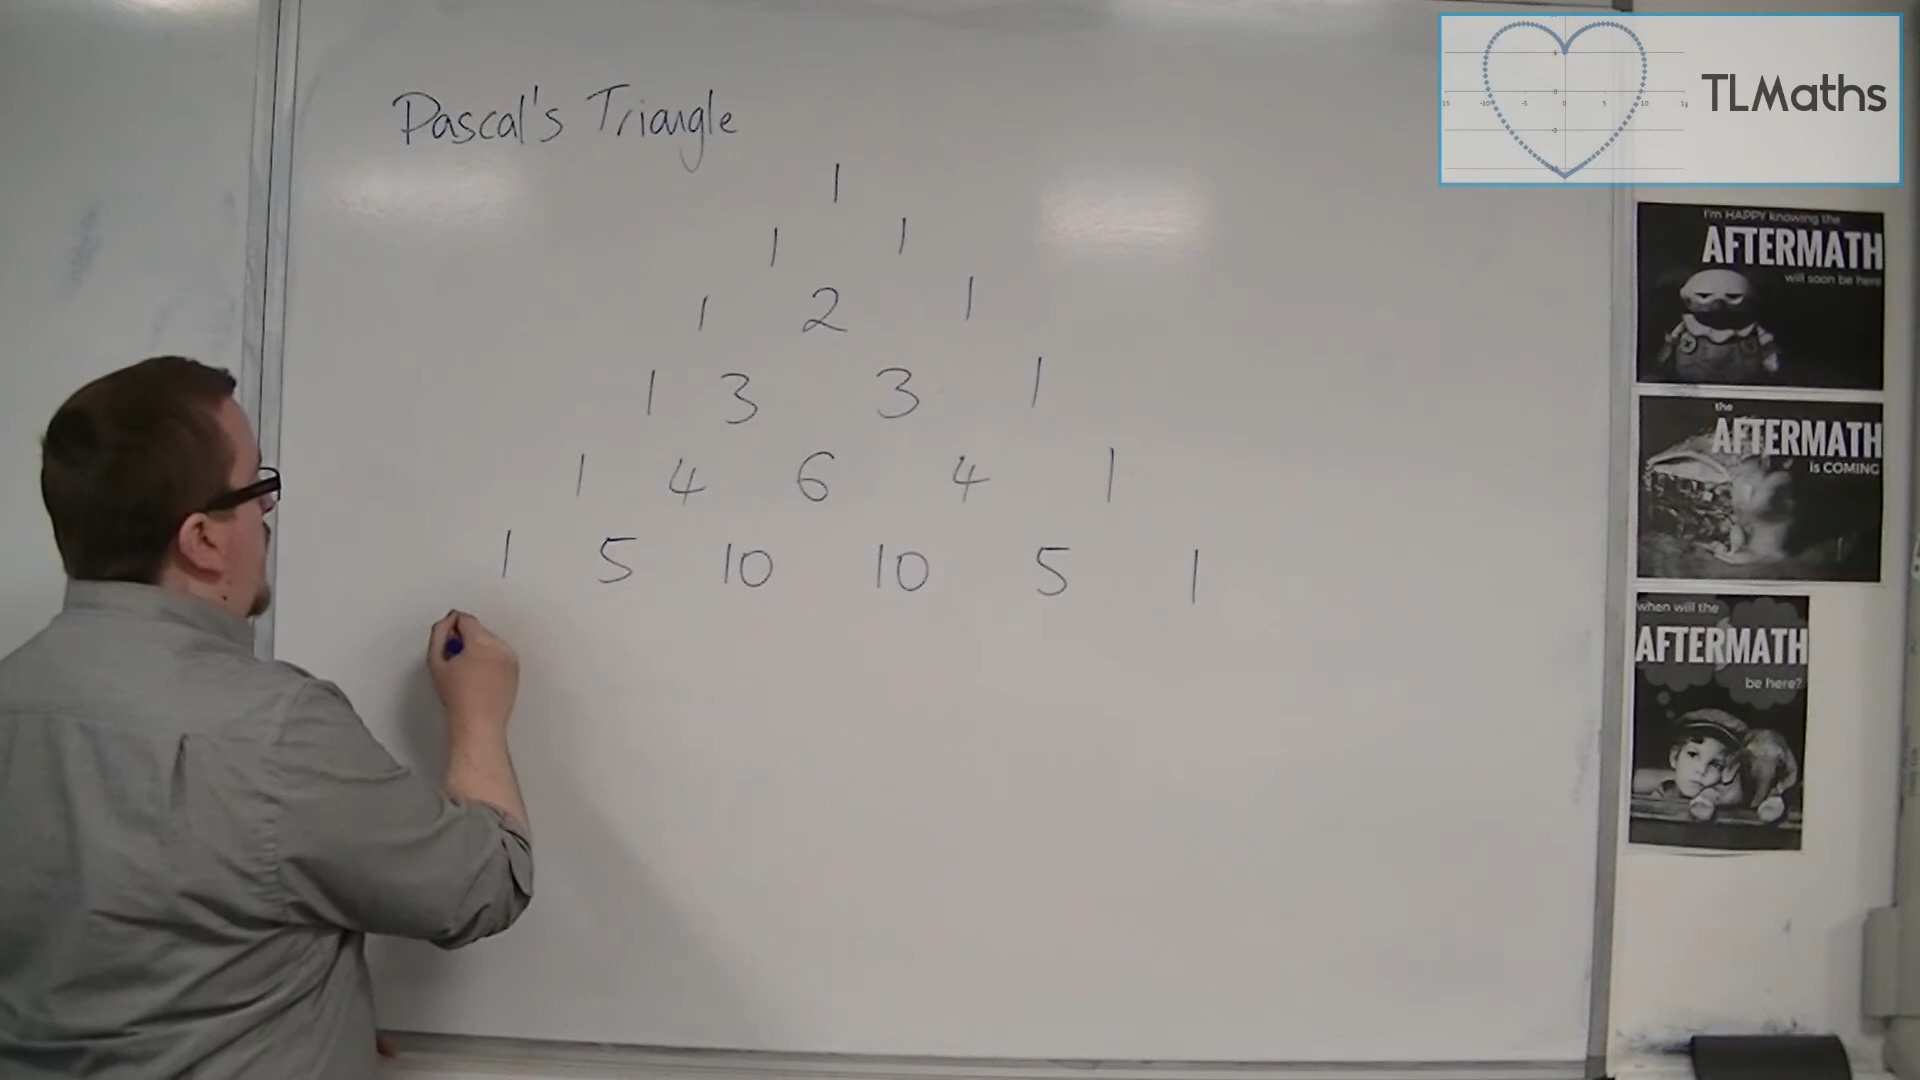 Pascal's Triangle
1
1 1
1 2 1
1 3 3 1
1 4 6 4 1
1 5 10 10 5 1
TLMaths
I'm HAPPY knowing the
AFTERMATH
will soon be here
the
AFTERMATH
is COMING
when will the
AFTERMATH
be here?